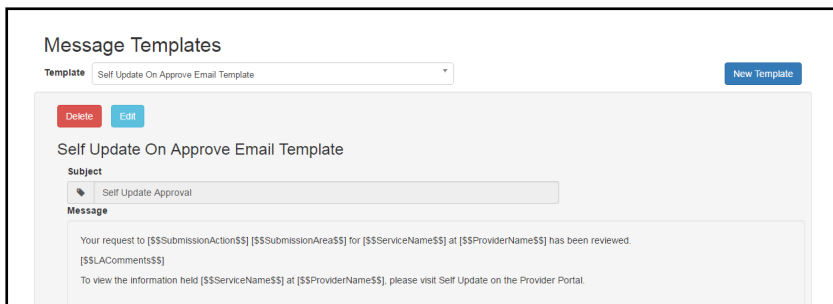 Message Templates
Template Self Update On Approve Email Template New Template
Delete Edit
Self Update On Approve Email Template
Subject
Self Update Approval
Message
Your request to [$$SubmissionAction$$] [$$SubmissionArea$$] for [$$ServiceName$$] at [$$ProviderName$$] has been reviewed.
[$$LAComments$$]
To view the information held [$$ServiceName$$] at [$$ProviderName$$], please visit Self Update on the Provider Portal.